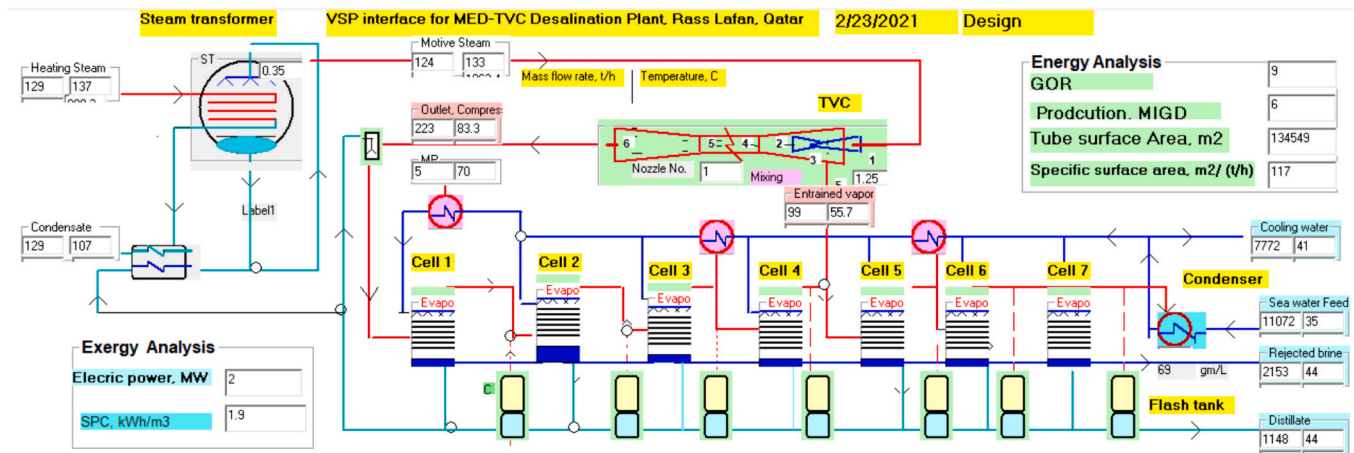 Steam transformer
VSP interface for MED-TVC Desalination Plant, Rass Lafan, Qatar
2/23/2021
Design
Heating Steam
129 137
ST
0.35
Motive Steam
124 133
Mass flow rate, t/h
Temperature, C
TVC
Outlet, Compres
223 83.3
6 5 4 2 3 1
Nozzle No. 1
Mixing
1.25
5 70
Entrained vapor
99 55.7
Energy Analysis
GOR 9
Prodcution. MIGD 6
Tube surface Area, m2 134549
Specific surface area, m2/ (t/h) 117
Label1
Condensate
129 107
Cooling water
7772 41
Condenser
Cell 1
Cell 2
Cell 3
Cell 4
Cell 5
Cell 6
Cell 7
Evapo
Evapo
Evapo
Evapo
Evapo
Evapo
Evapo
Sea water Feed
11072 35
Rejected brine
2153 44
69 gm/L
Exergy Analysis
Elecric power, MW 2
SPC, kWh/m3 1.9
C
Flash tank
Distillate
1148 44